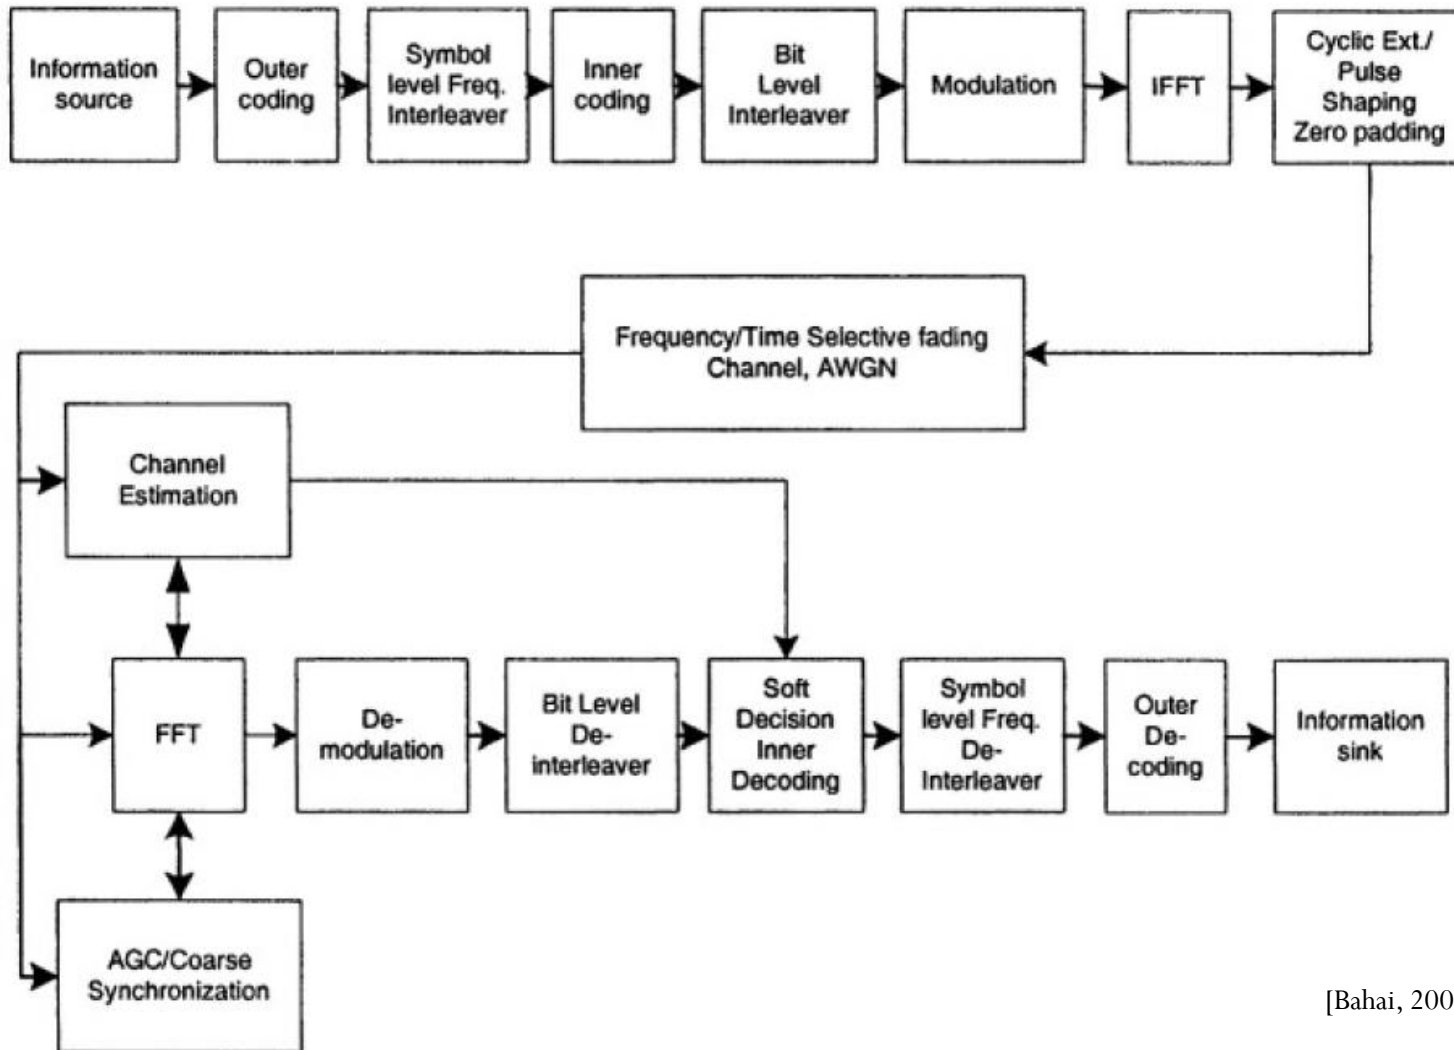 Information
source
Outer
coding
Symbol
level Freq.
Interleaver
Inner
coding
Bit
Level
Interleaver
Modulation
IFFT
Cyclic Ext./
Pulse
Shaping
Zero padding
Frequency/Time Selective fading
Channel, AWGN
Channel
Estimation
FFT
De-
modulation
Bit Level
De-
interleaver
Soft
Decision
Inner
Decoding
Symbol
level Freq.
De-
Interleaver
Outer
De-
coding
Information
sink
AGC/Coarse
Synchronization
[Bahai, 200